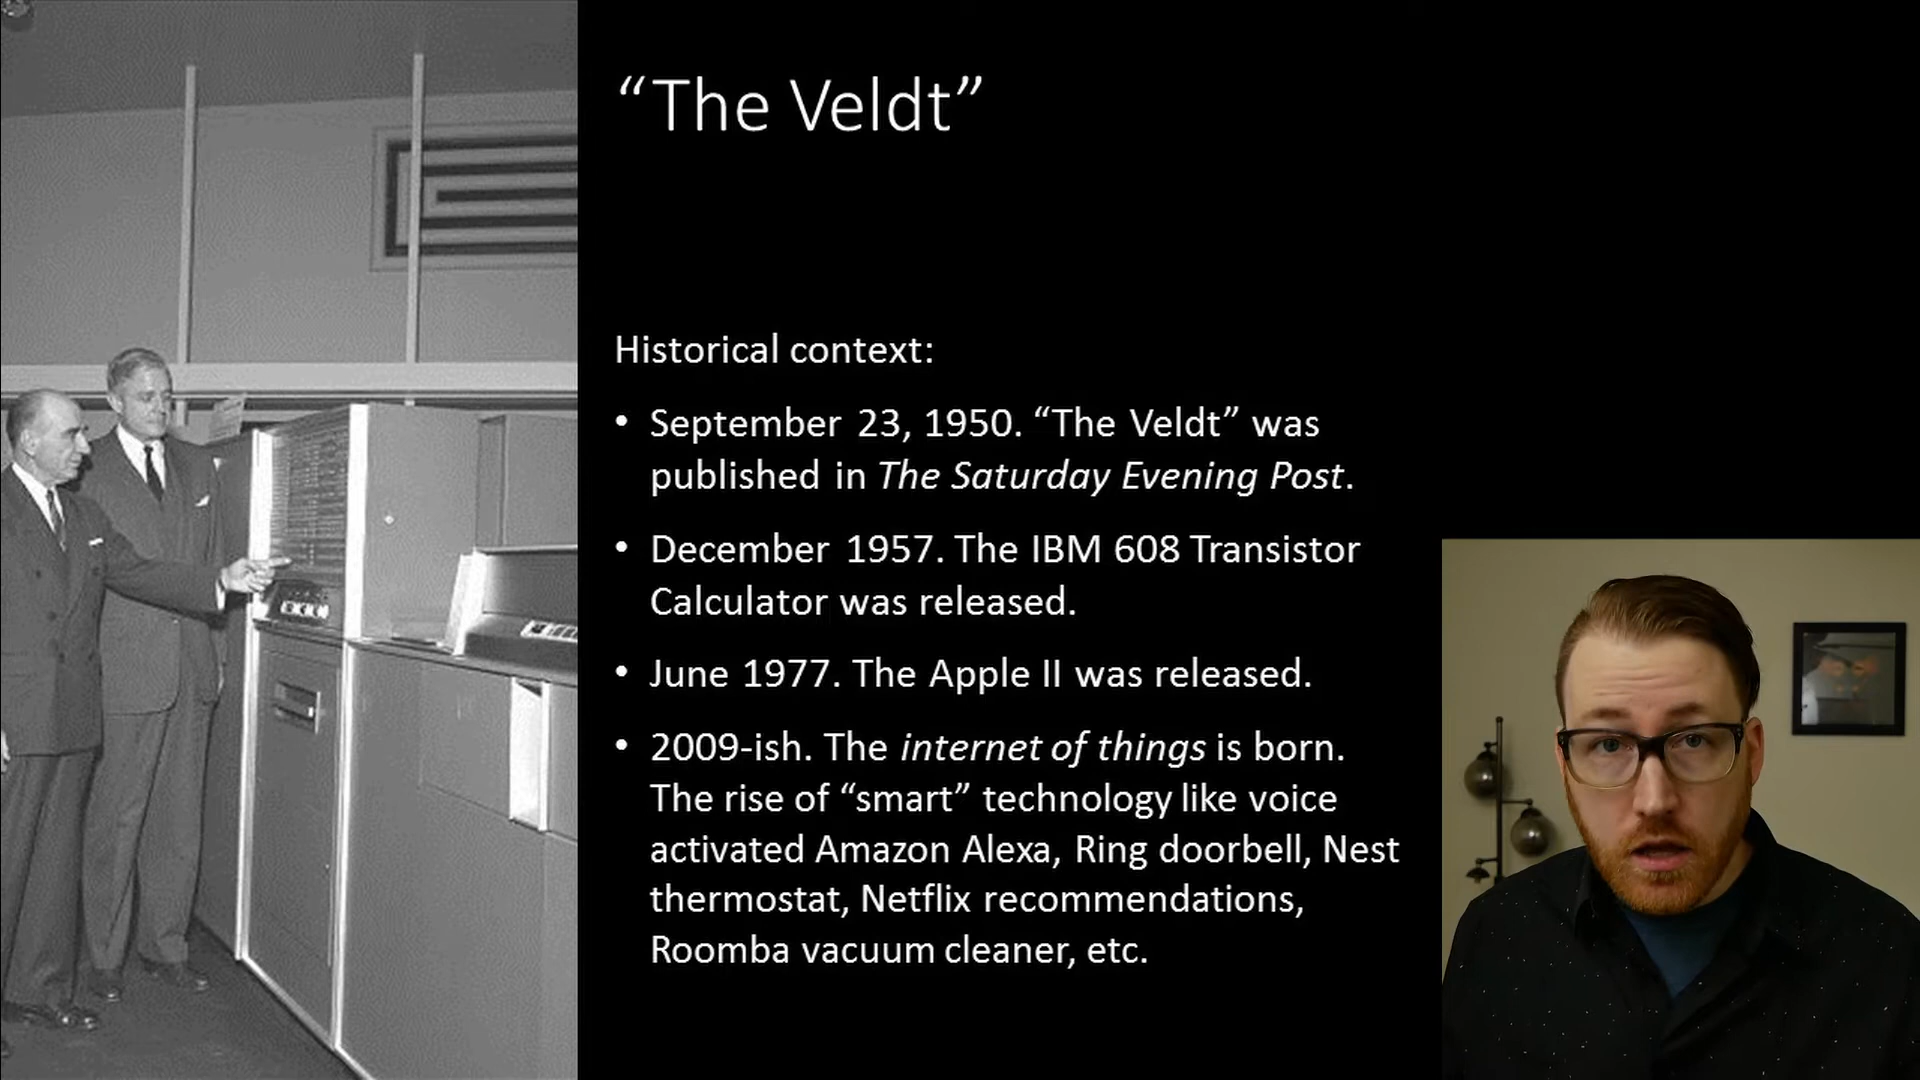 “The Veldt”
Historical context:
• September 23, 1950. “The Veldt” was
published in The Saturday Evening Post.
• December 1957. The IBM 608 Transistor
Calculator was released.
• June 1977. The Apple II was released.
• 2009-ish. The internet of things is born.
The rise of “smart” technology like voice
activated Amazon Alexa, Ring doorbell, Nest
thermostat, Netflix recommendations,
Roomba vacuum cleaner, etc.